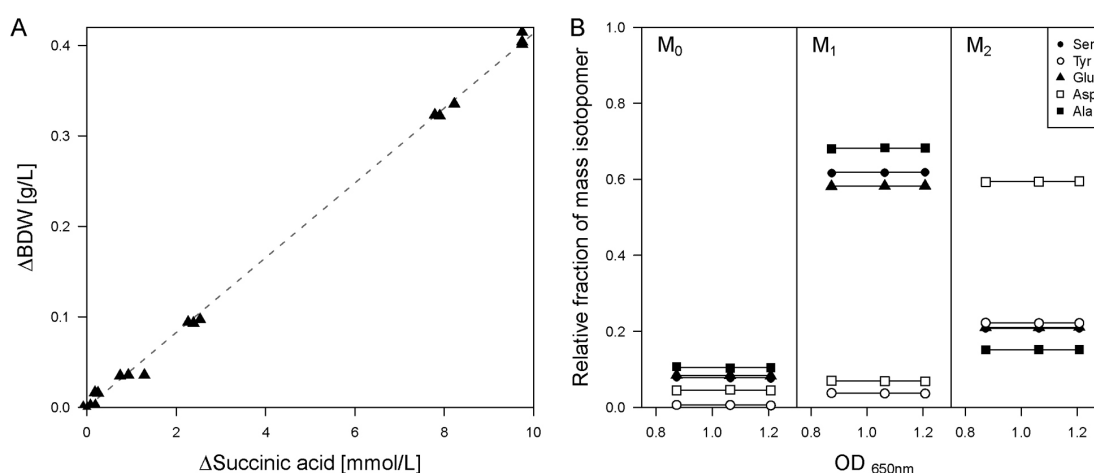 A
ΔBDW [g/L]
0.4
0.3
0.2
0.1
0.0
0 2 4 6 8 10
ΔSuccinic acid [mmol/L]
B
Relative fraction of mass isotopomer
1.0
0.8
0.6
0.4
0.2
0.0
M0
M1
M2
Ser
Tyr
Glu
Asp
Ala
0.8 1.0 1.2 0.8 1.0 1.2 0.8 1.0 1.2
OD 650nm